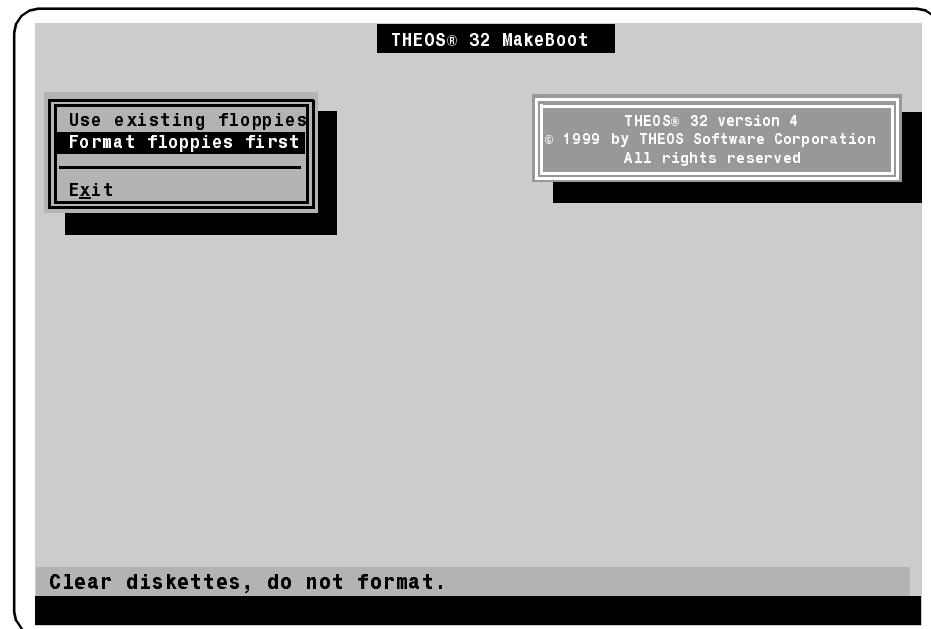 THEOS® 32 MakeBoot
Use existing floppies
Format floppies first
Exit
THEOS® 32 version 4
© 1999 by THEOS Software Corporation
All rights reserved
Clear diskettes, do not format.